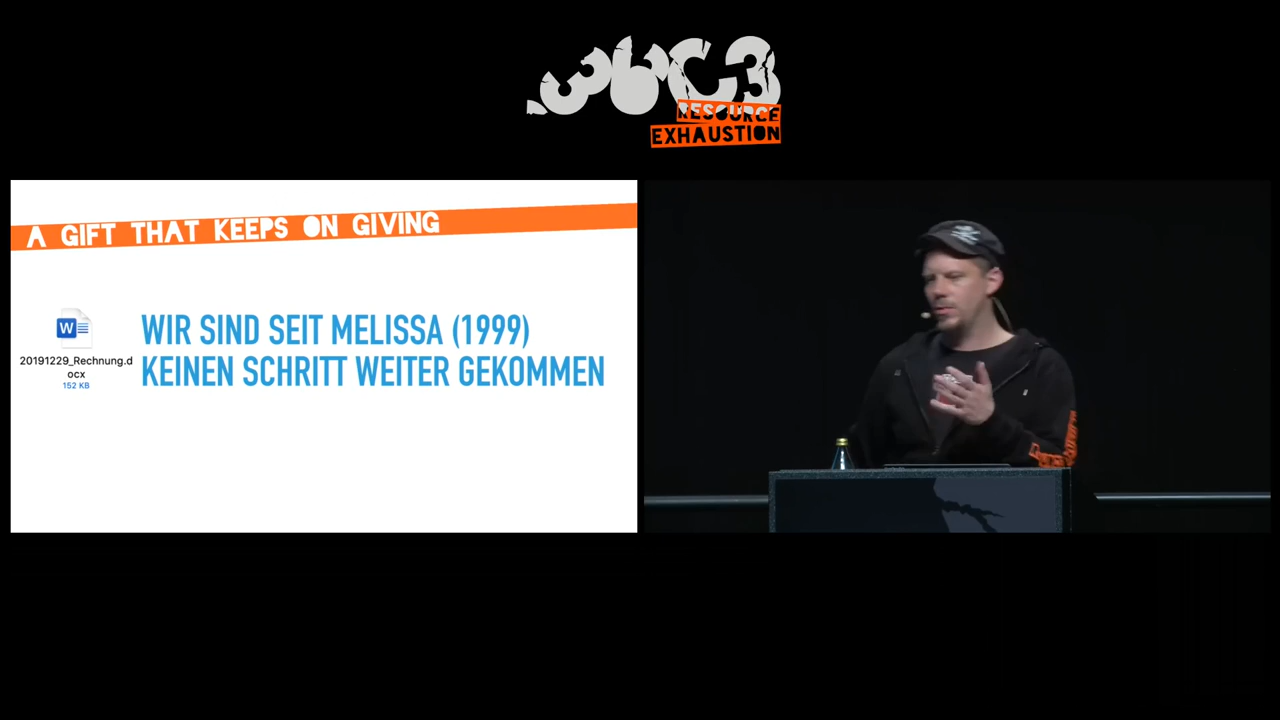 36C3
RESOURCE
EXHAUSTION
A GIFT THAT KEEPS ON GIVING
W
20191229_Rechnung.d
ocx
152 KB
WIR SIND SEIT MELISSA (1999)
KEINEN SCHRITT WEITER GEKOMMEN